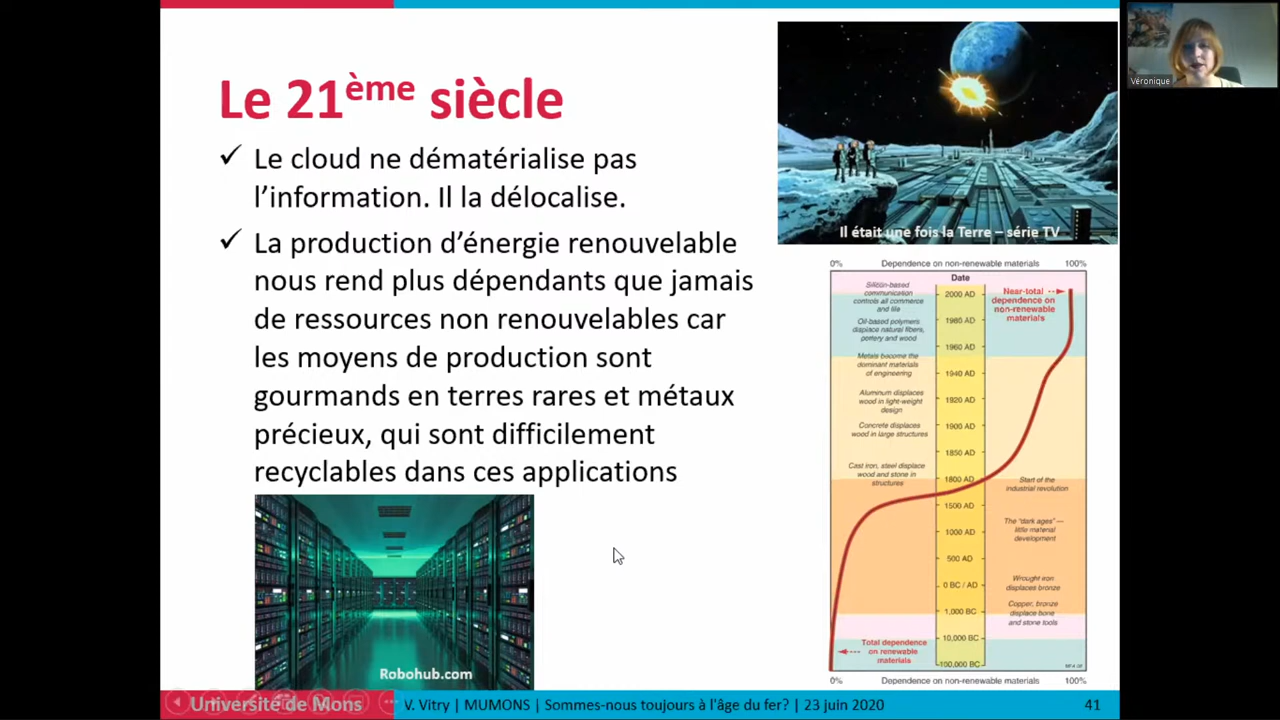 Le 21ème siècle
✓ Le cloud ne dématérialise pas
l’information. Il la délocalise.
✓ La production d’énergie renouvelable
nous rend plus dépendants que jamais
de ressources non renouvelables car
les moyens de production sont
gourmands en terres rares et métaux
précieux, qui sont difficilement
recyclables dans ces applications
Robohub.com
Il était une fois la Terre – série TV
Véronique
0% Dependence on non-renewable materials 100%
Date
Silicon-based
communication
controls all commerce
and life
Oil-based polymers
displace natural fibers,
pottery and wood
Metals become the
dominant materials
of engineering
Aluminum displaces
wood in light-weight
design
Concrete displaces
wood in large structures
Cast iron, steel displace
wood and stone in
structures
2000 AD
1980 AD
1960 AD
1940 AD
1920 AD
1900 AD
1850 AD
1800 AD
1500 AD
1000 AD
500 AD
0 BC / AD
1,000 BC
10,000 BC
100,000 BC
Near-total
dependence on
non-renewable
materials
Start of the
industrial revolution
The "dark ages" —
little material
development
Wrought iron
displaces bronze
Copper, bronze
displace bone
and stone tools
Total dependence
on renewable
materials
0% Dependence on non-renewable materials 100%
Université de Mons
V. Vitry | MUMONS | Sommes-nous toujours à l'âge du fer? | 23 juin 2020
41